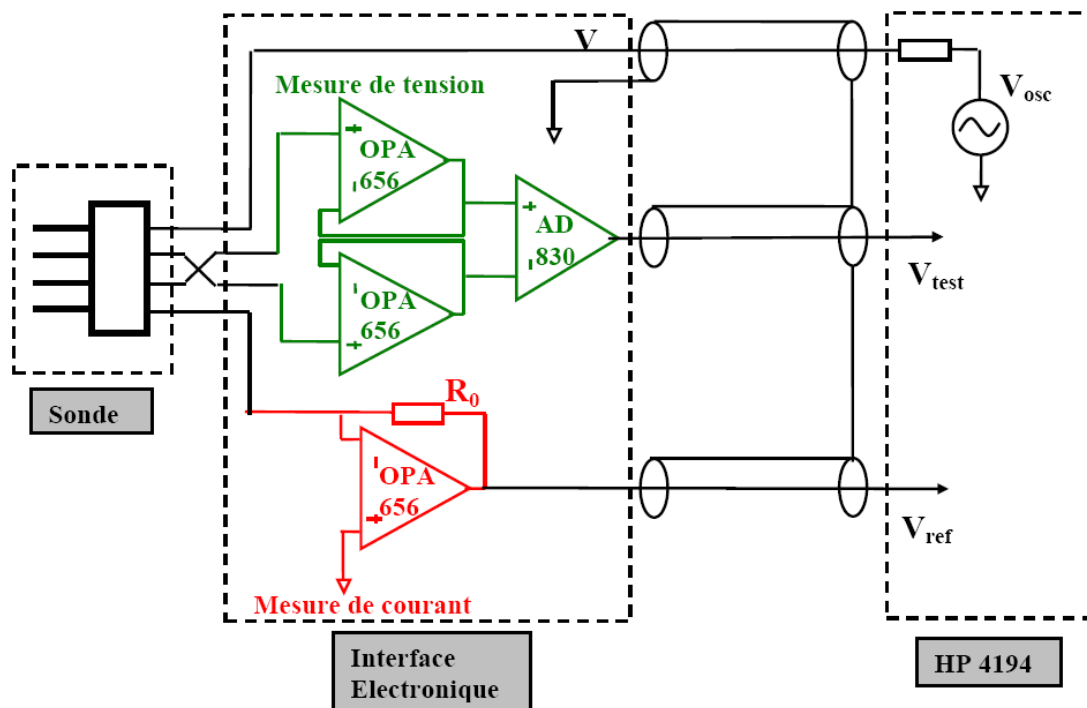 V
Mesure de tension
V_osc
+
OPA
656
-
+
AD
830
-
V_test
-
OPA
656
+
Sonde
R_0
-
OPA
656
+
V_ref
Mesure de courant
Interface
Electronique
HP 4194